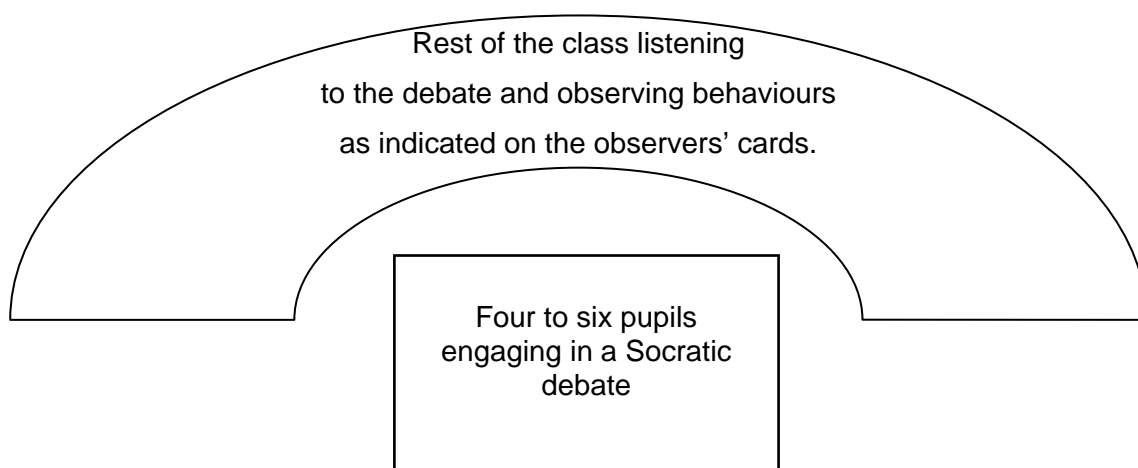 Rest of the class listening
to the debate and observing behaviours
as indicated on the observers’ cards.
Four to six pupils
engaging in a Socratic
debate